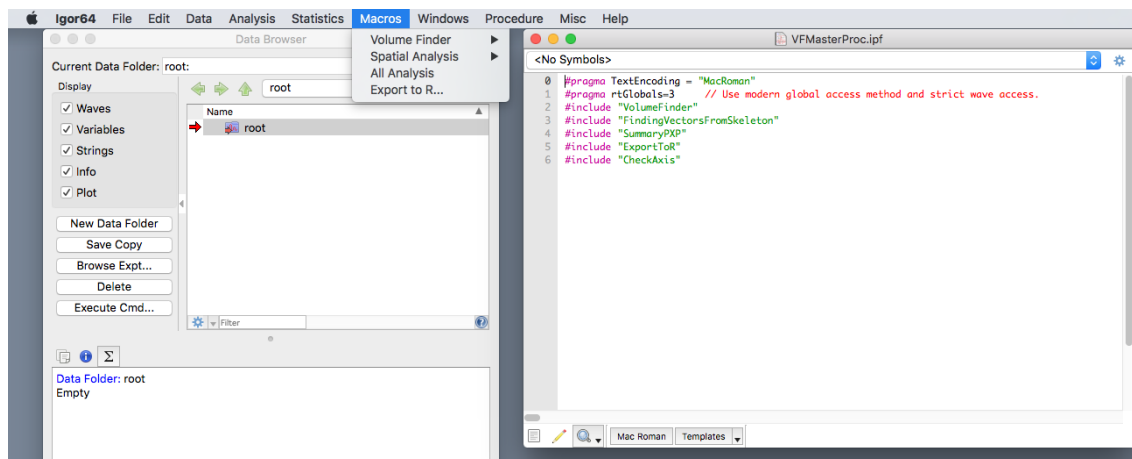 Igor64 File Edit Data Analysis Statistics Macros Windows Procedure Misc Help
Data Browser
Current Data Folder: root:
Display
Waves
Variables
Strings
Info
Plot
New Data Folder
Save Copy
Browse Expt...
Delete
Execute Cmd...
root
Name
root
Filter
Σ
Data Folder: root
Empty
Volume Finder
Spatial Analysis
All Analysis
Export to R...
VFMasterProc.ipf
<No Symbols>
0 #pragma TextEncoding = "MacRoman"
1 #pragma rtGlobals=3 // Use modern global access method and strict wave access.
2 #include "VolumeFinder"
3 #include "FindingVectorsFromSkeleton"
4 #include "SummaryPXP"
5 #include "ExportToR"
6 #include "CheckAxis"
Mac Roman Templates